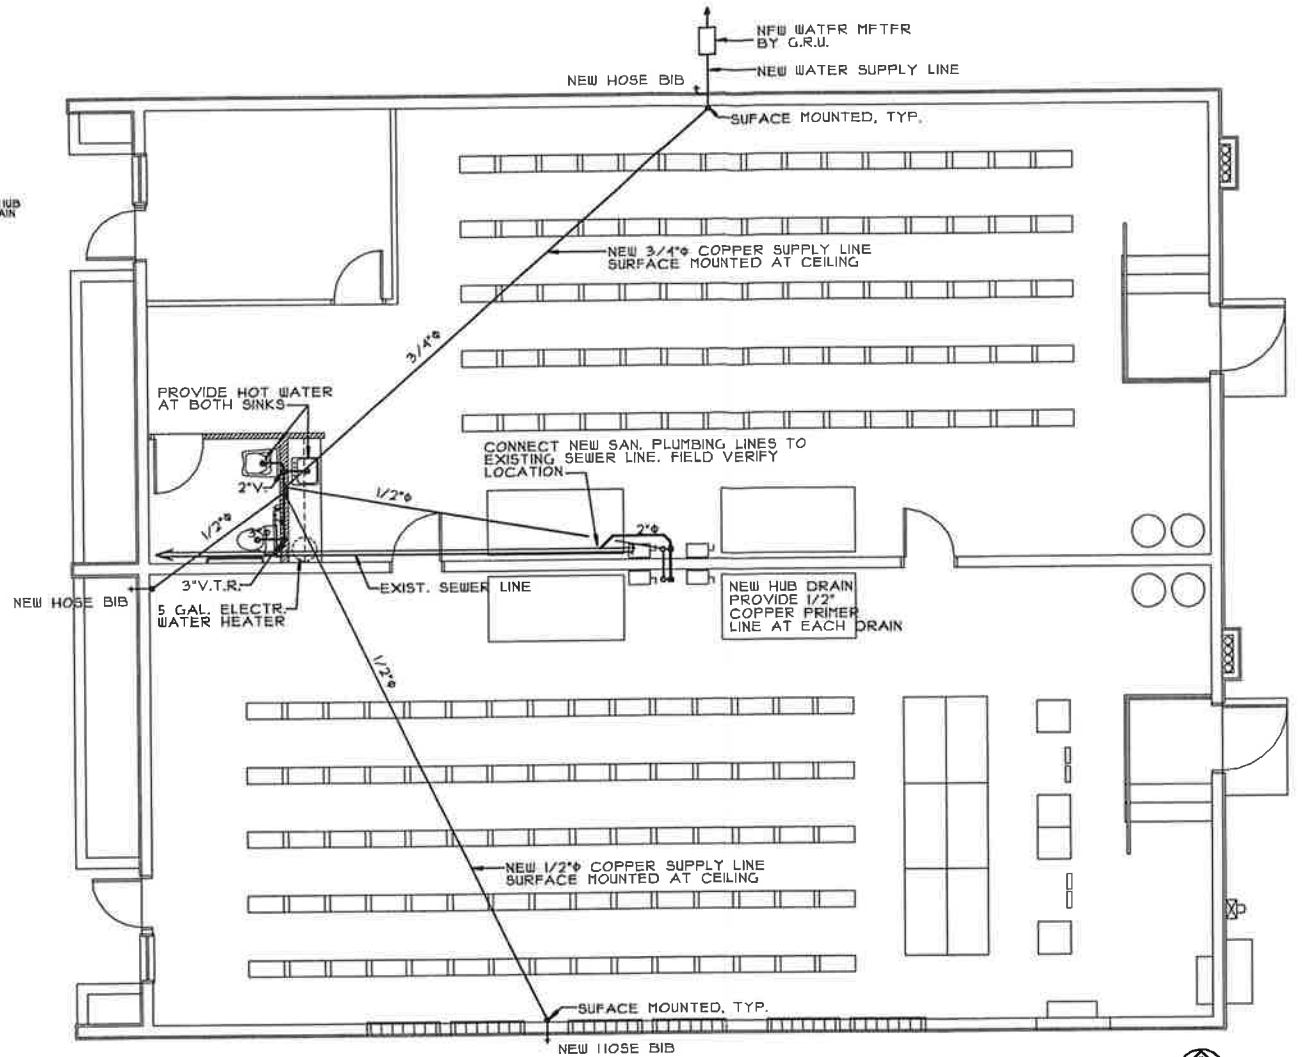 NEW WATER METER
BY G.R.U.
NEW WATER SUPPLY LINE
NEW HOSE BIB
SUFACE MOUNTED, TYP.
HUB
AIN
NEW 3/4"Φ COPPER SUPPLY LINE
SURFACE MOUNTED AT CEILING
3/4"Φ
PROVIDE HOT WATER
AT BOTH SINKS
CONNECT NEW SAN. PLUMBING LINES TO
EXISTING SEWER LINE. FIELD VERIFY
LOCATION
2"V.
1/2"Φ
1/2"Φ
3"Φ
2"Φ
3"V.T.R.
EXIST. SEWER LINE
NEW HOSE BIB
5 GAL. ELECTR.
WATER HEATER
NEW HUB DRAIN
PROVIDE 1/2"
COPPER PRIMER
LINE AT EACH DRAIN
1/2"Φ
NEW 1/2"Φ COPPER SUPPLY LINE
SURFACE MOUNTED AT CEILING
SUFACE MOUNTED, TYP.
NEW HOSE BIB